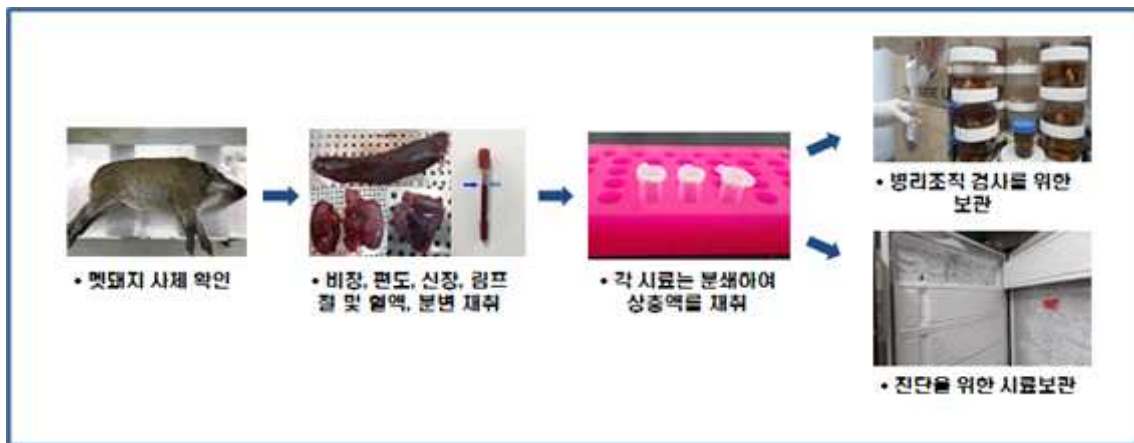 • 멧돼지 사체 확인
• 비장, 편도, 신장, 림프
절 및 혈액, 분변 채취
• 각 시료는 분쇄하여
상층액를 채취
• 병리조직 검사를 위한
보관
• 진단을 위한 시료보관